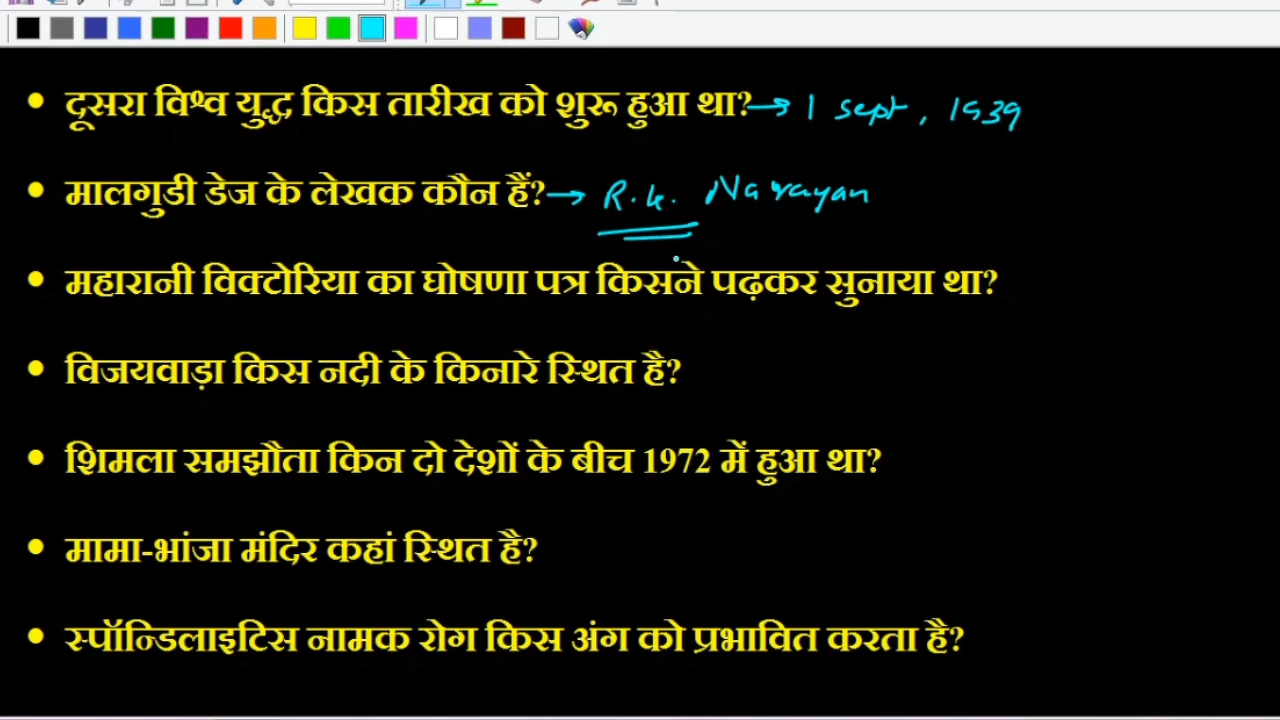 • दूसरा विश्व युद्ध किस तारीख को शुरू हुआ था? → 1 sept, 1939
• मालगुडी डेज के लेखक कौन हैं? → R.k. Narayan
• महारानी विक्टोरिया का घोषणा पत्र किसने पढ़कर सुनाया था?
• विजयवाड़ा किस नदी के किनारे स्थित है?
• शिमला समझौता किन दो देशों के बीच 1972 में हुआ था?
• मामा-भांजा मंदिर कहां स्थित है?
• स्पॉन्डिलाइटिस नामक रोग किस अंग को प्रभावित करता है?